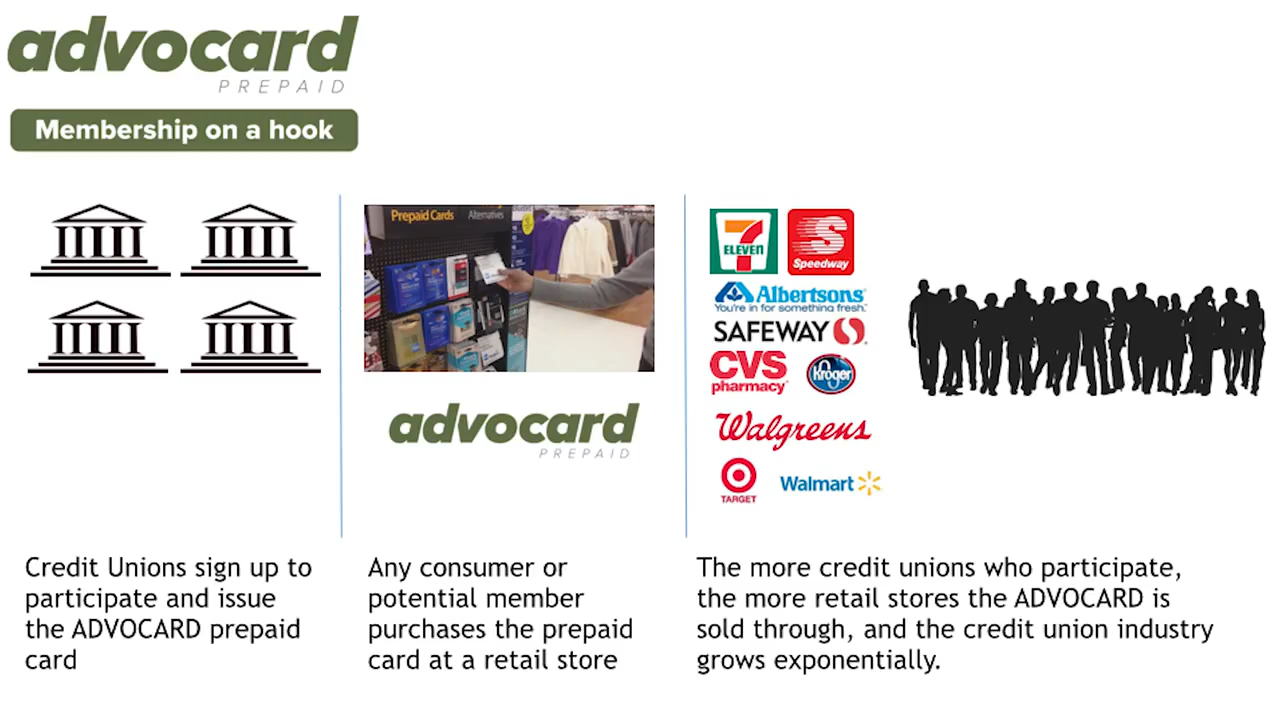 advocard
PREPAID
Membership on a hook
Prepaid Cards
Alternatives
advocard
PREPAID
7
ELEVEN
S
Speedway
Albertsons
You're in for something fresh.™
SAFEWAY
CVS
pharmacy
Kroger
Walgreens
TARGET
Walmart
Credit Unions sign up to
participate and issue
the ADVOCARD prepaid
card
Any consumer or
potential member
purchases the prepaid
card at a retail store
The more credit unions who participate,
the more retail stores the ADVOCARD is
sold through, and the credit union industry
grows exponentially.